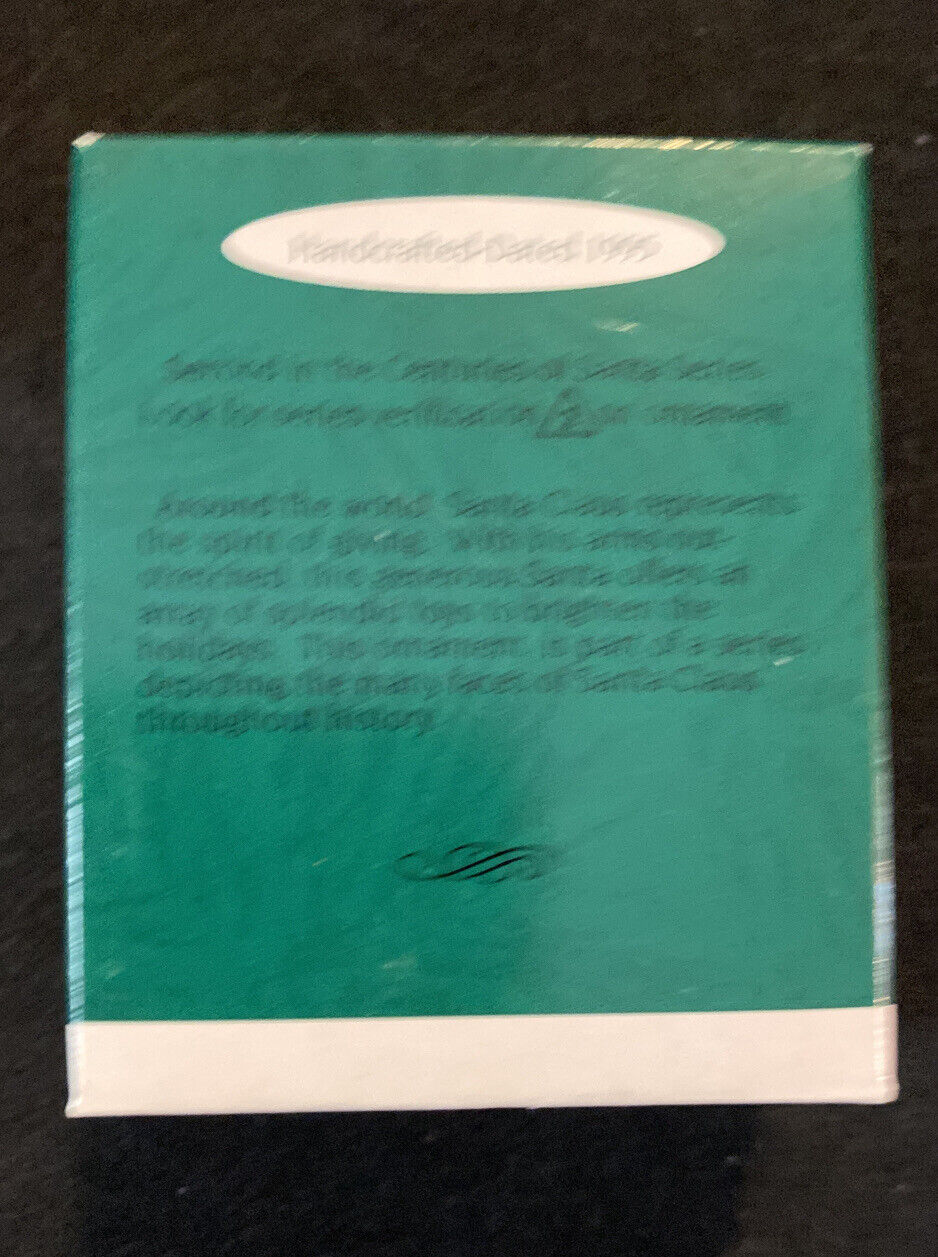 Handcrafted, Dated 1995
Second in the Centuries of Santa Series.
Look for series verification 2 on ornament.
Around the world, Santa Claus represents
the spirit of giving. With his arms out-
stretched, this generous Santa offers an
array of splendid toys to brighten the
holidays. This ornament is part of a series
depicting the many faces of Santa Claus
throughout history.